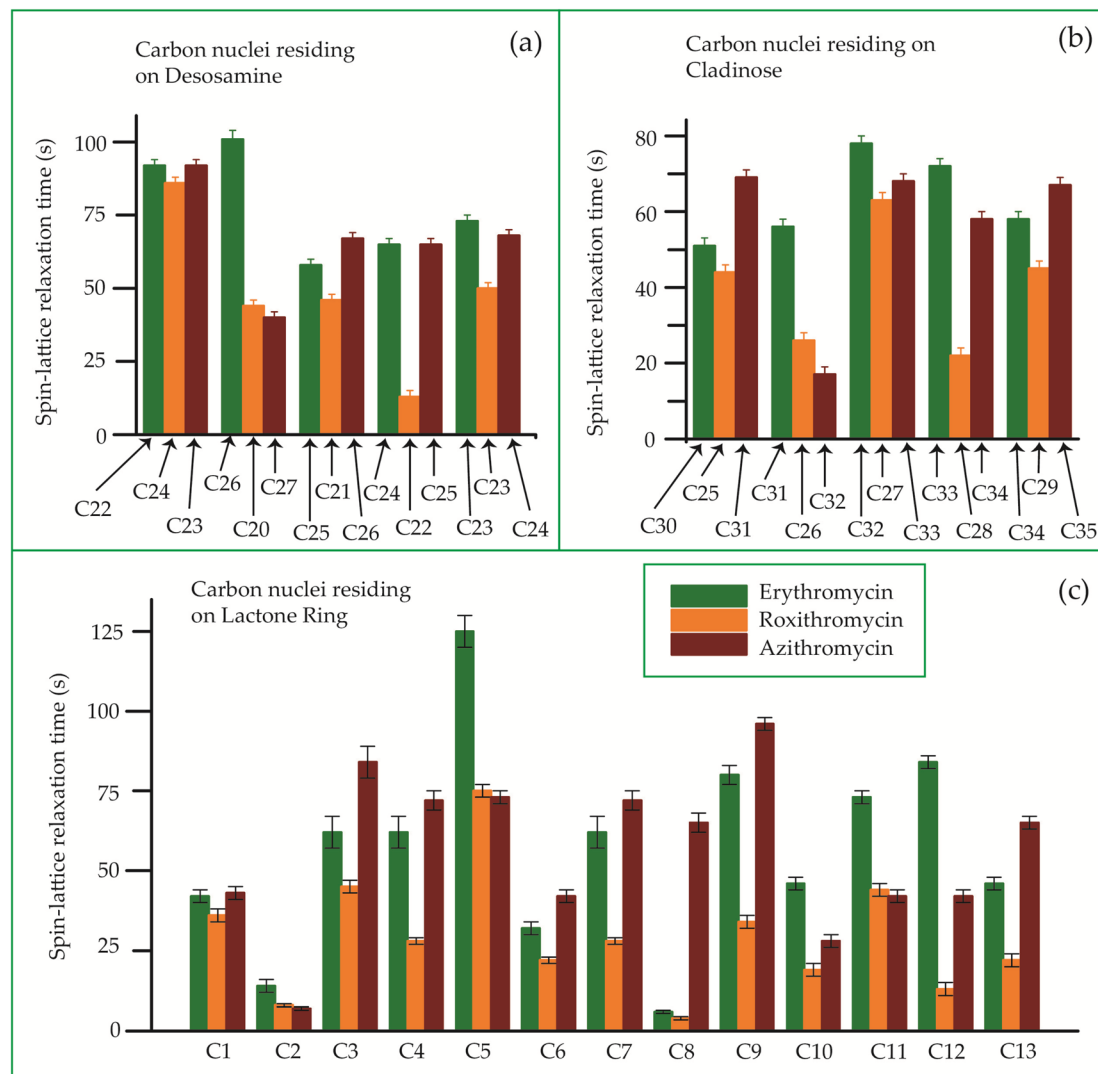 Carbon nuclei residing
on Desosamine
(a)
Spin-lattice relaxation time (s)
100
75
50
25
0
C22
C24
C23
C26
C20
C27
C25
C21
C26
C24
C22
C25
C23
C23
C24
Carbon nuclei residing on
Cladinose
(b)
Spin-lattice relaxation time (s)
80
60
40
20
0
C30
C25
C31
C31
C26
C32
C32
C27
C33
C33
C28
C34
C34
C29
C35
Carbon nuclei residing
on Lactone Ring
(c)
Erythromycin
Roxithromycin
Azithromycin
Spin-lattice relaxation time (s)
125
100
75
50
25
0
C1 C2 C3 C4 C5 C6 C7 C8 C9 C10 C11 C12 C13